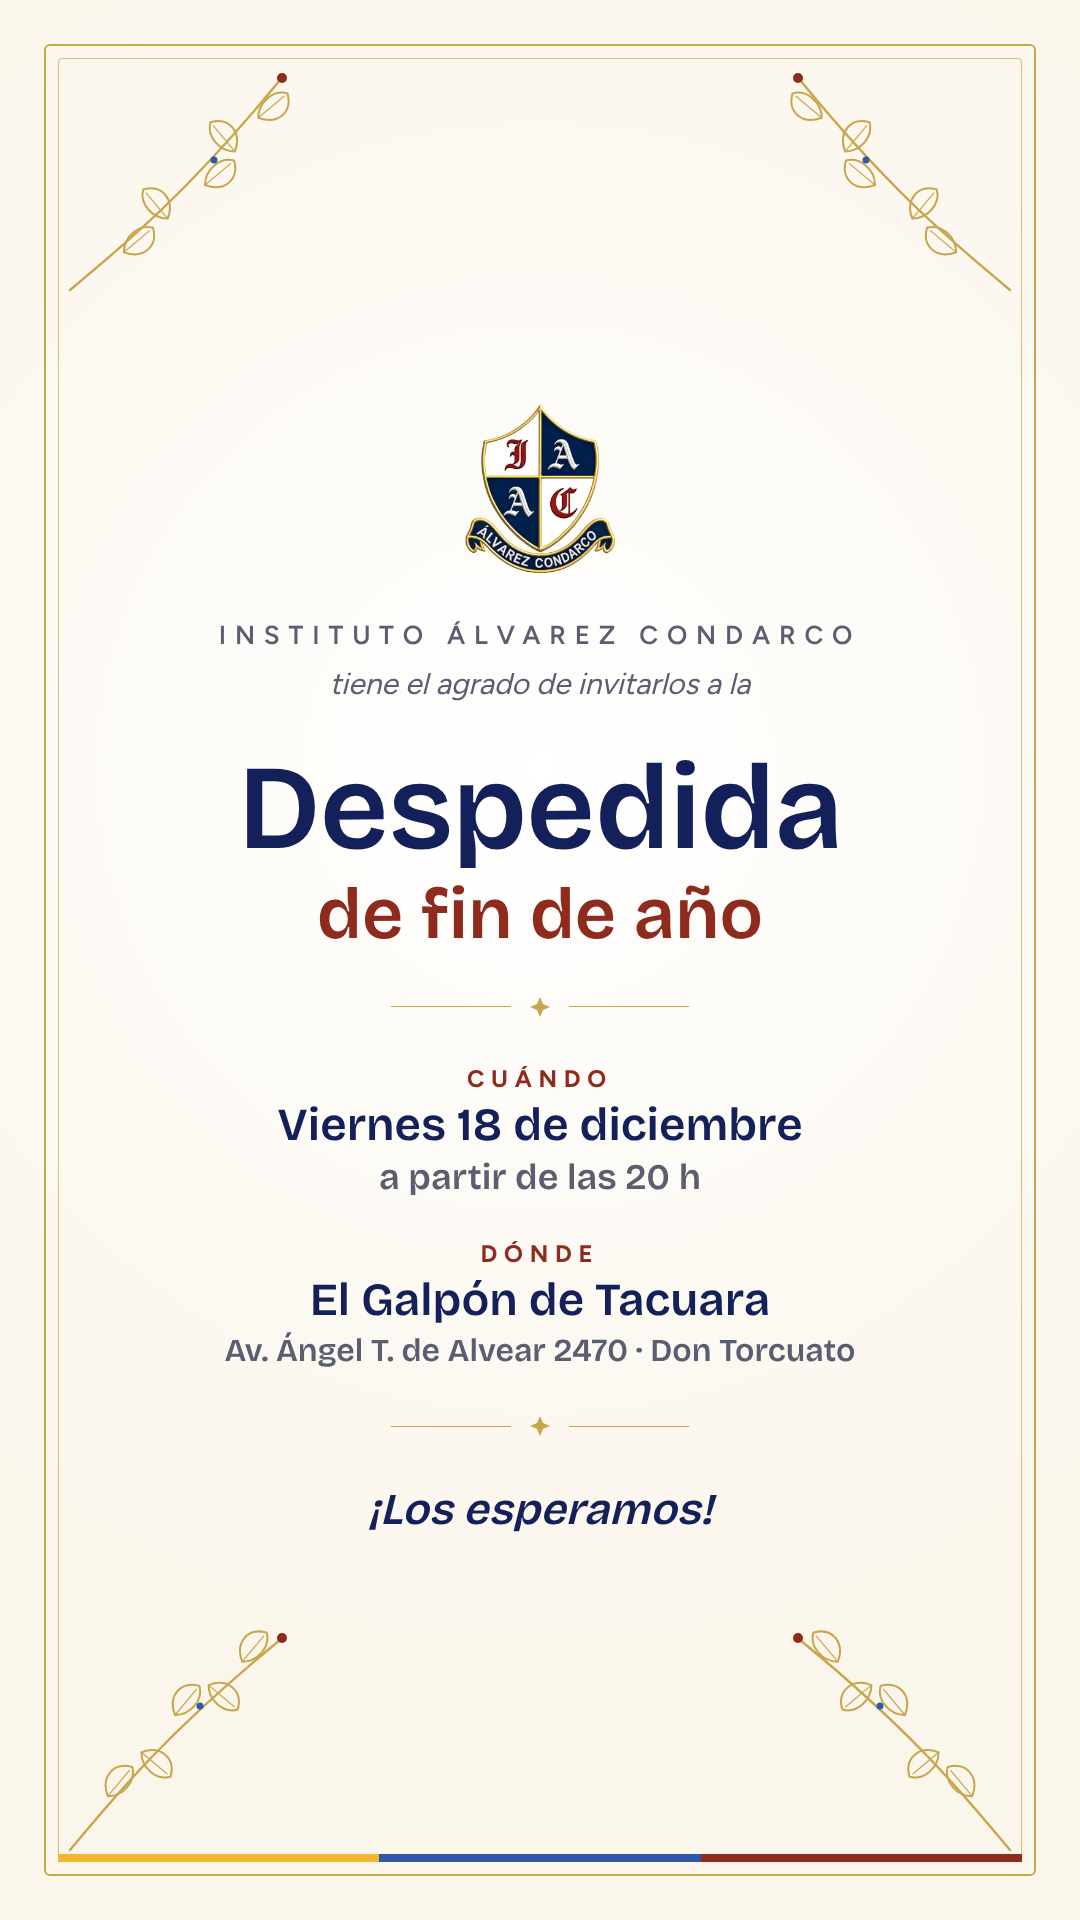 I A
A C
ÁLVAREZ CONDARCO
INSTITUTO ÁLVAREZ CONDARCO
tiene el agrado de invitarlos a la
Despedida
de fin de año
CUÁNDO
Viernes 18 de diciembre
a partir de las 20 h
DÓNDE
El Galpón de Tacuara
Av. Ángel T. de Alvear 2470 · Don Torcuato
¡Los esperamos!